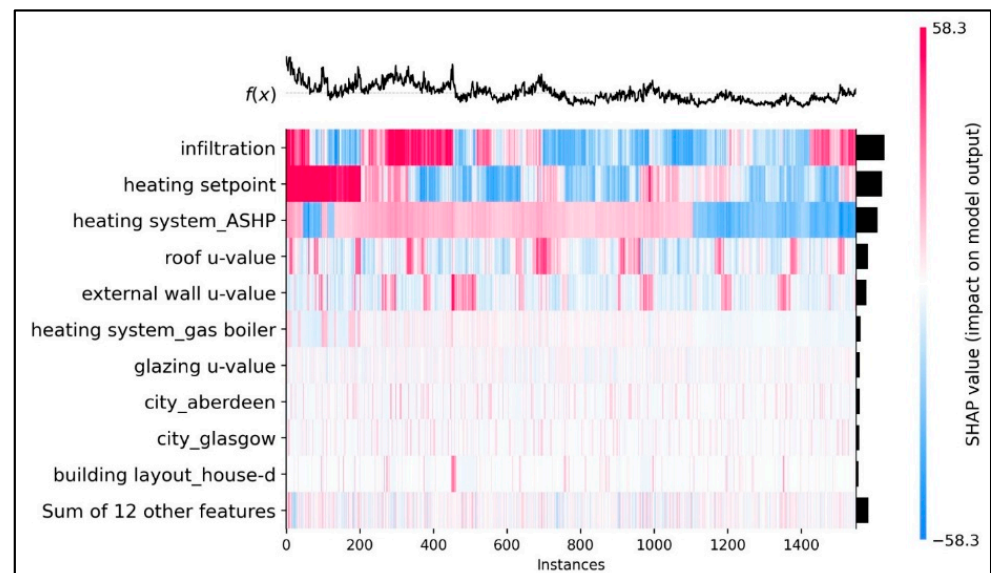 58.3
f(x)
infiltration
heating setpoint
heating system_ASHP
roof u-value
external wall u-value
heating system_gas boiler
glazing u-value
city_aberdeen
city_glasgow
building layout_house-d
Sum of 12 other features
0 200 400 600 800 1000 1200 1400
Instances
SHAP value (impact on model output)
−58.3